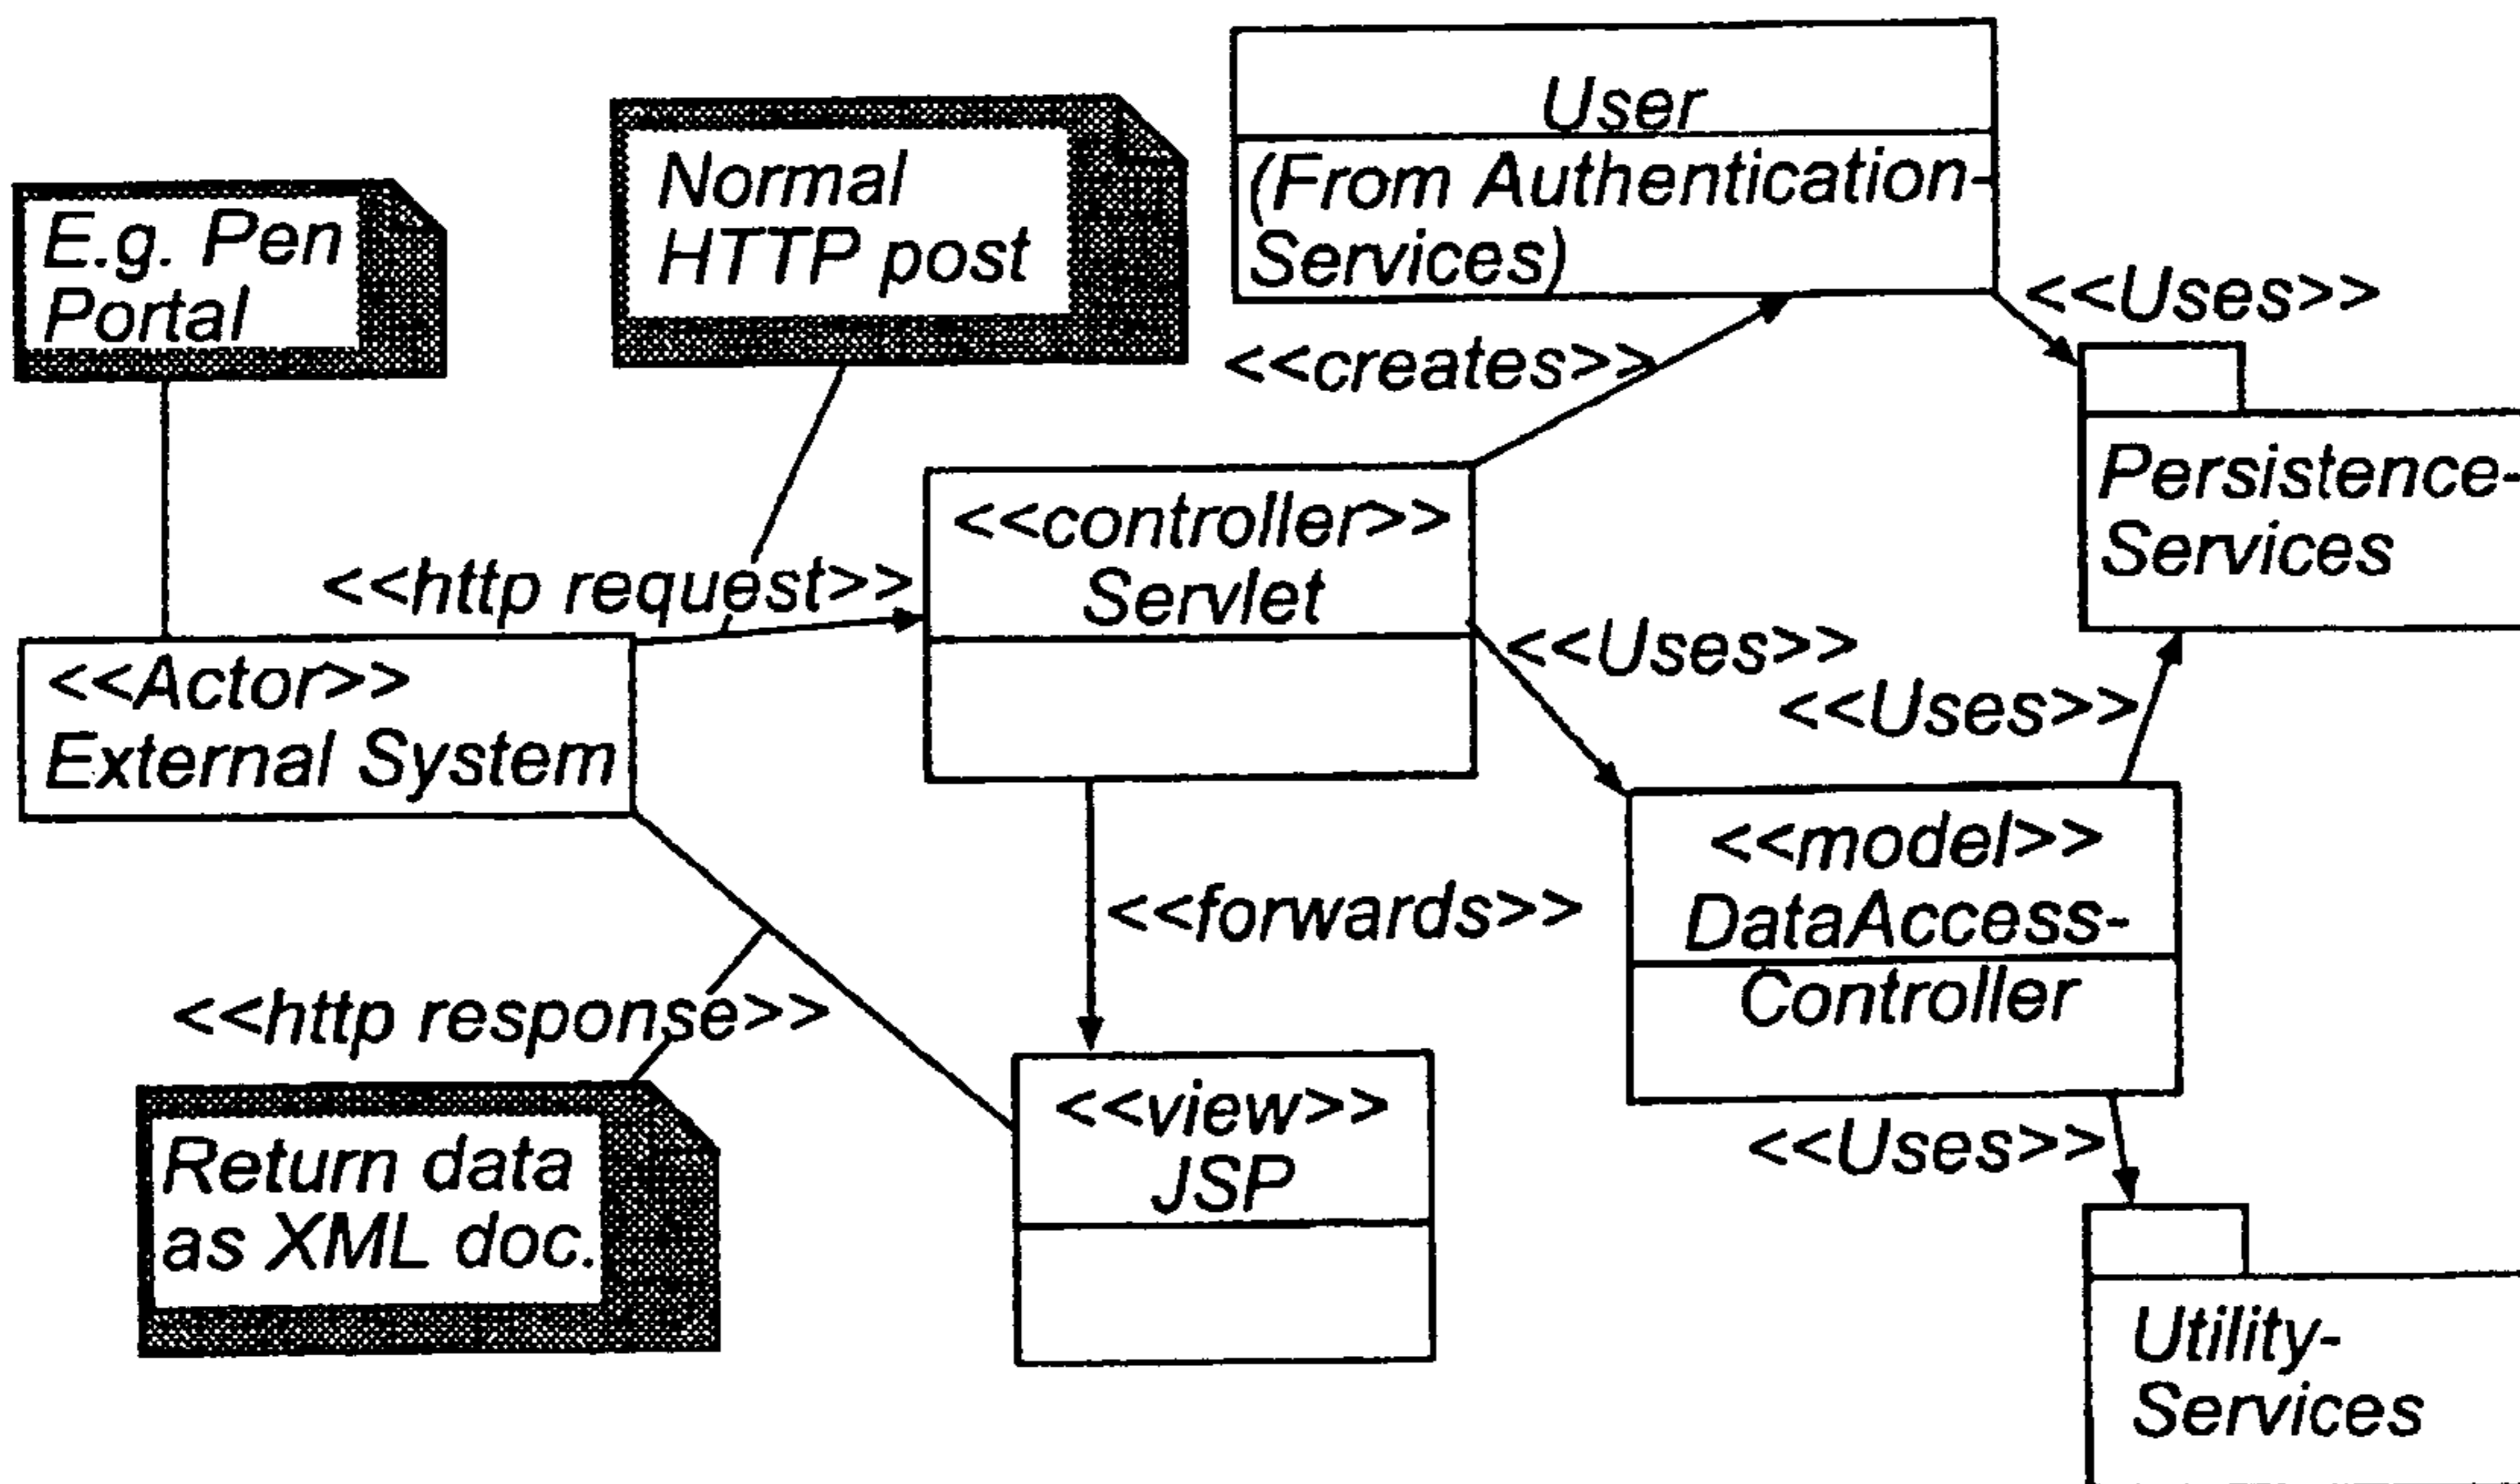 User
(From Authentication-
Services)
Normal
HTTP post
E.g. Pen
Portal
<<Uses>>
<<creates>>
Persistence-
Services
<<controller>>
Servlet
<<http request>>
<<Uses>>
<<Uses>>
<<Actor>>
External System
<<model>>
DataAccess-
Controller
<<forwards>>
<<http response>>
<<view>>
JSP
<<Uses>>
Return data
as XML doc.
Utility-
Services